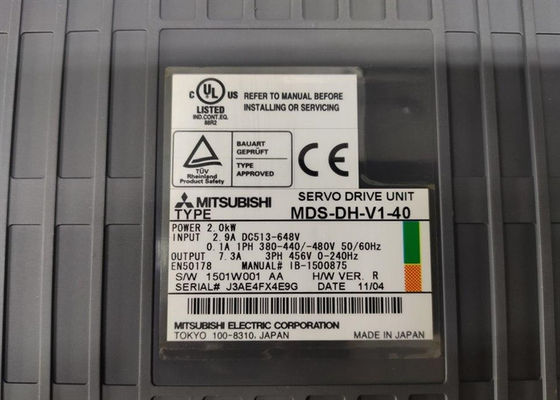 C UL US
LISTED
IND.CONT.EQ.
88R2
REFER TO MANUAL BEFORE
INSTALLING OR SERVICING
TÜV
Rheinland
Product Safety
BAUART
GEPRÜFT
TYPE
APPROVED
CE
MITSUBISHI
SERVO DRIVE UNIT
TYPE MDS-DH-V1-40
POWER 2.0kW
INPUT 2.9A DC513-648V
0.1A 1PH 380-440/-480V 50/60Hz
OUTPUT 7.3A 3PH 456V 0-240Hz
EN50178 MANUAL# IB-1500875
S/W 1501W001 AA H/W VER. R
SERIAL# J3AE4FX4E9G DATE 11/04
MITSUBISHI ELECTRIC CORPORATION
TOKYO 100-8310, JAPAN MADE IN JAPAN